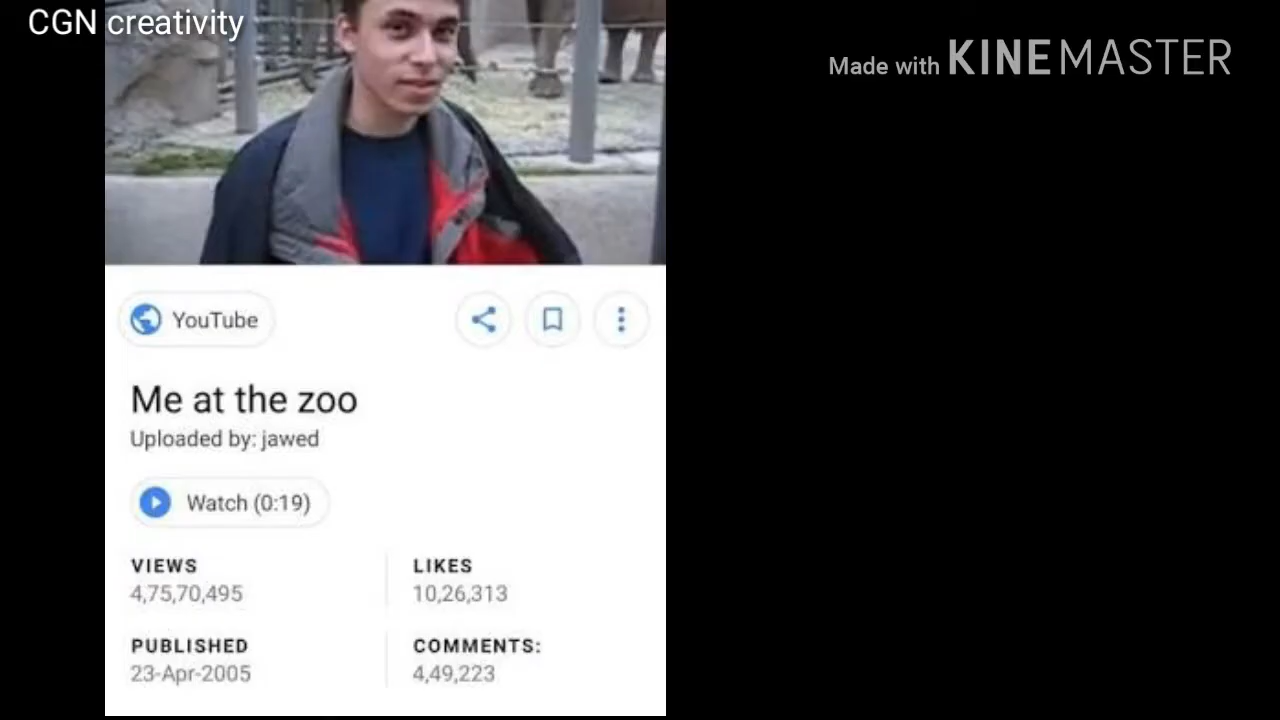 CGN creativity
Made with KINEMASTER
YouTube
Me at the zoo
Uploaded by: jawed
Watch (0:19)
VIEWS
4,75,70,495
LIKES
10,26,313
PUBLISHED
23-Apr-2005
COMMENTS:
4,49,223